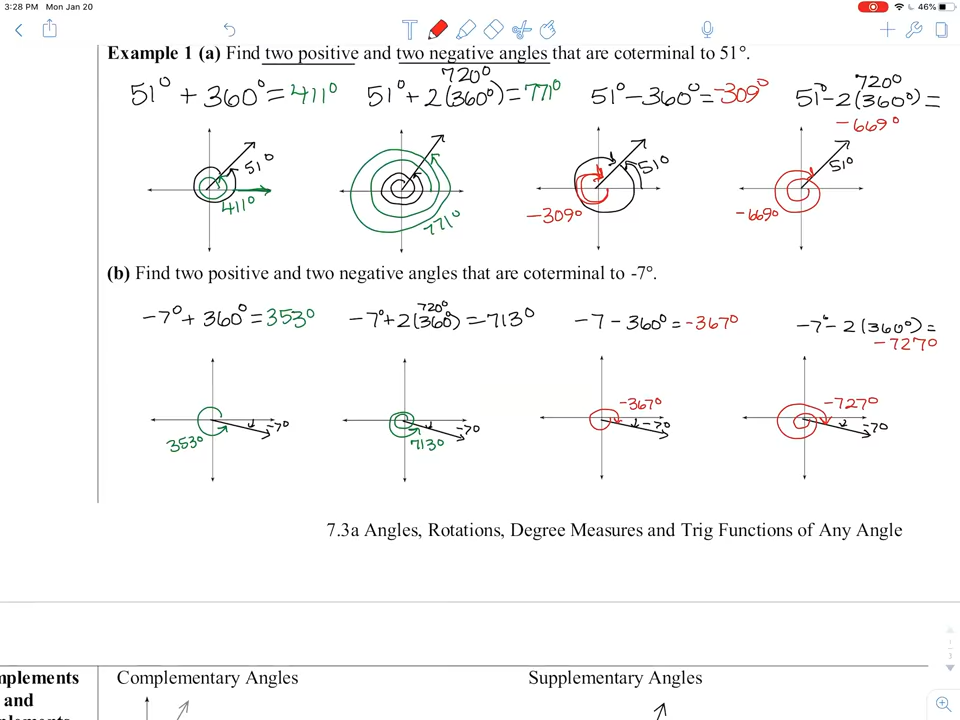 3:28 PM Mon Jan 20 46%
T
Example 1 (a) Find two positive and two negative angles that are coterminal to 51°.
720° 720°
51° + 360° = 411° 51° + 2(360°) = 771° 51° - 360° = -309° 51° - 2(360°) =
-669°
51° 51° 51°
411° 771° -309° -669°
(b) Find two positive and two negative angles that are coterminal to -7°.
720°
-7° + 360° = 353° -7° + 2(360°) = 713° -7 - 360° = -367° -7° - 2(360°) =
-727°
-367° -727°
-7° -7° -7° -7°
353° 713°
7.3a Angles, Rotations, Degree Measures and Trig Functions of Any Angle
1
3
mplements Complementary Angles Supplementary Angles
and